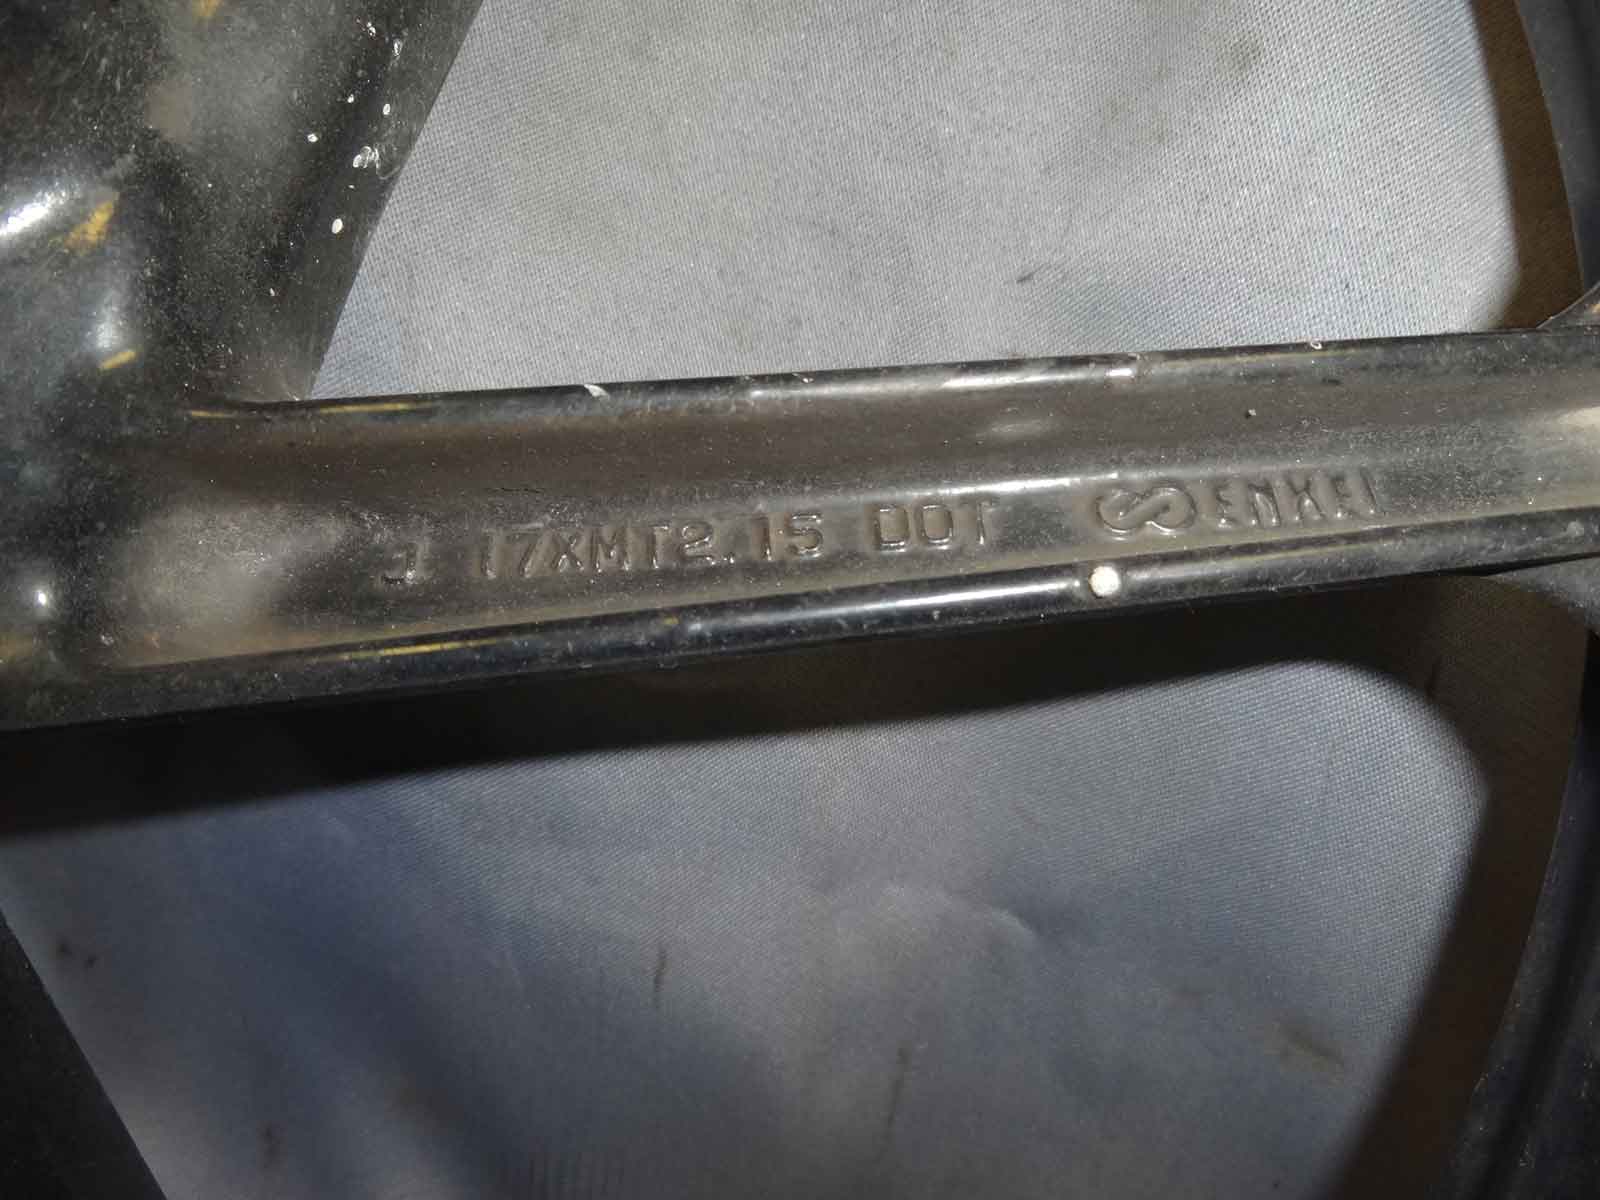 J 17XMT2.15 DOT ENKEI